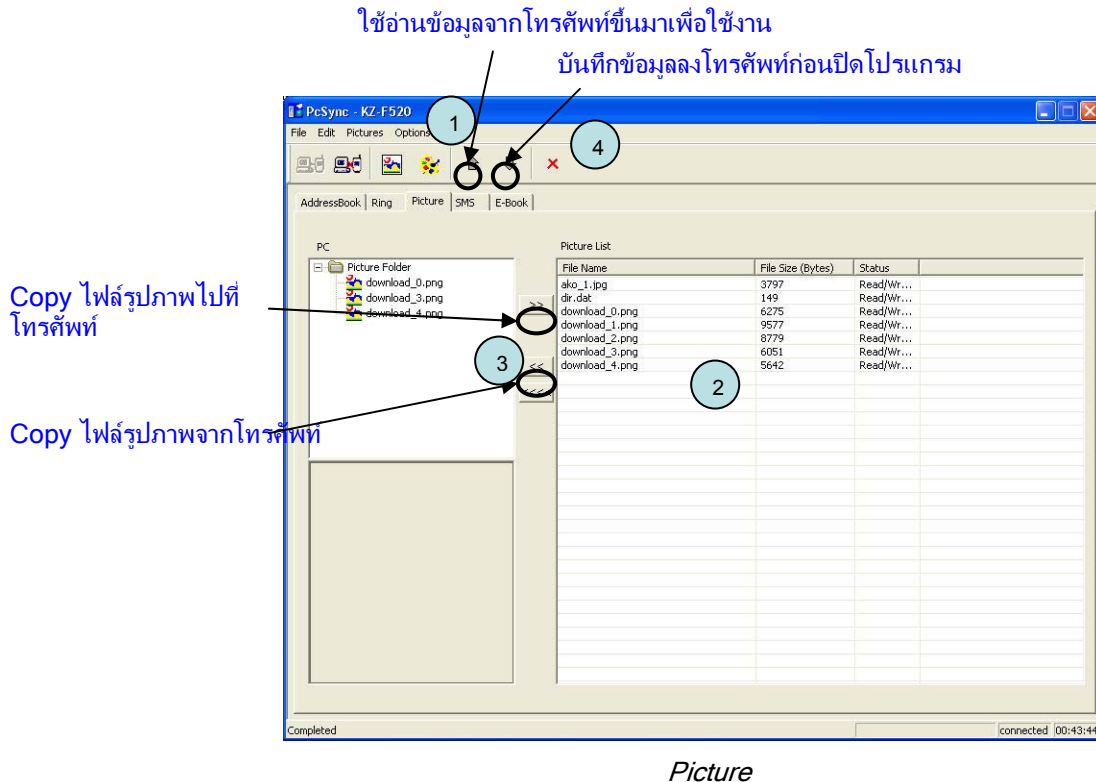 ใช้อ่านข้อมูลจากโทรศัพท์ขึ้นมาเพื่อใช้งาน
บันทึกข้อมูลลงโทรศัพท์ก่อนปิดโปรแกรม
PcSync - KZ-F520
1
File Edit Pictures Options
4
AddressBook Ring Picture SMS E-Book
PC
Picture List
Picture Folder
File Name File Size (Bytes) Status
download_0.png
ako_1.jpg 3797 Read/Wr...
download_3.png
dir.dat 149 Read/Wr...
download_4.png
download_0.png 6275 Read/Wr...
download_1.png 9577 Read/Wr...
download_2.png 8779 Read/Wr...
download_3.png 6051 Read/Wr...
download_4.png 5642 Read/Wr...
Copy ไฟล์รูปภาพไปที่
โทรศัพท์
>>
3
<<
<<<
2
Copy ไฟล์รูปภาพจากโทรศัพท์
Completed connected 00:43:44
Picture